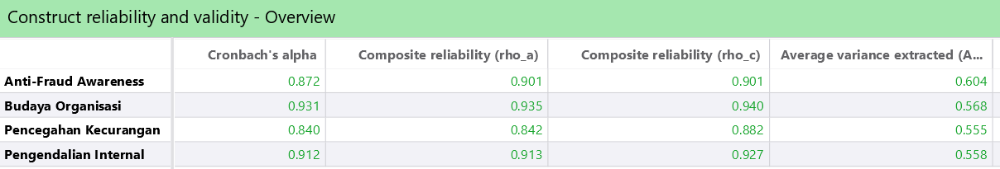 Construct reliability and validity - Overview
Cronbach's alpha Composite reliability (rho_a) Composite reliability (rho_c) Average variance extracted (A...
Anti-Fraud Awareness 0.872 0.901 0.901 0.604
Budaya Organisasi 0.931 0.935 0.940 0.568
Pencegahan Kecurangan 0.840 0.842 0.882 0.555
Pengendalian Internal 0.912 0.913 0.927 0.558